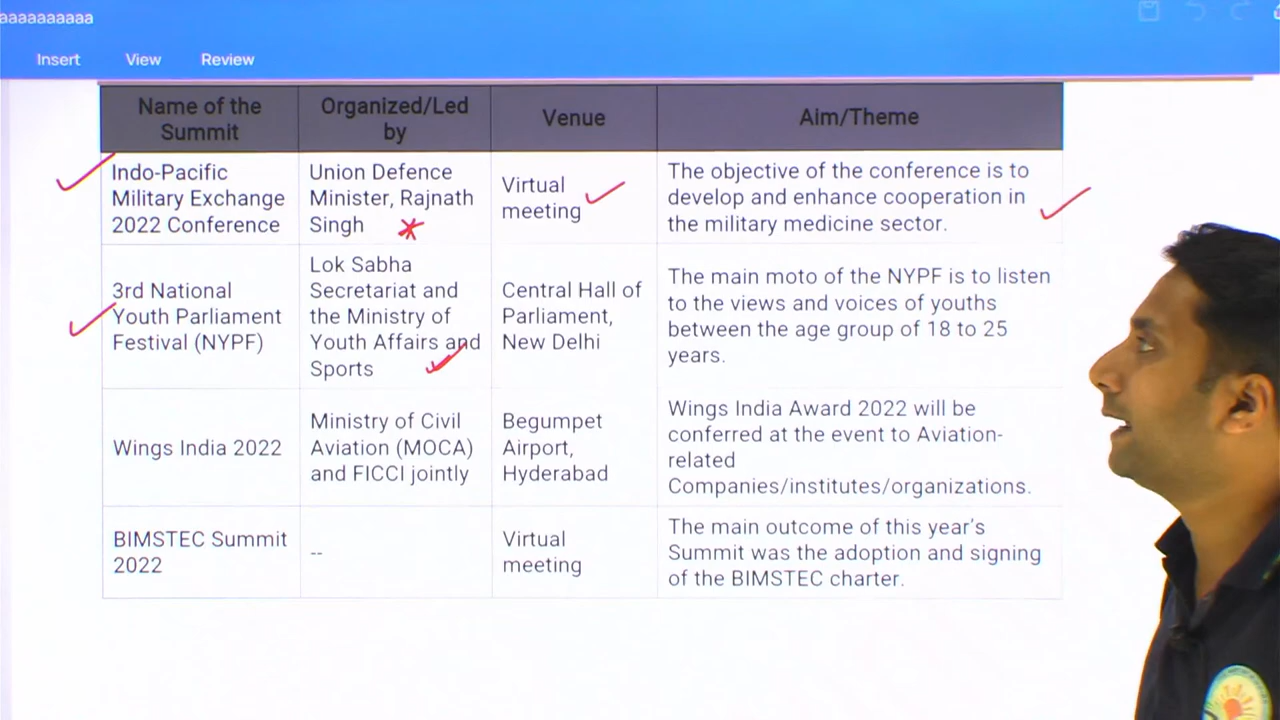 aaaaaaaaaa
Insert View Review
Name of the
Summit
Organized/Led
by
Venue
Aim/Theme
Indo-Pacific
Military Exchange
2022 Conference
Union Defence
Minister, Rajnath
Singh
Virtual
meeting
The objective of the conference is to
develop and enhance cooperation in
the military medicine sector.
3rd National
Youth Parliament
Festival (NYPF)
Lok Sabha
Secretariat and
the Ministry of
Youth Affairs and
Sports
Central Hall of
Parliament,
New Delhi
The main moto of the NYPF is to listen
to the views and voices of youths
between the age group of 18 to 25
years.
Wings India 2022
Ministry of Civil
Aviation (MOCA)
and FICCI jointly
Begumpet
Airport,
Hyderabad
Wings India Award 2022 will be
conferred at the event to Aviation-
related
Companies/institutes/organizations.
BIMSTEC Summit
2022
--
Virtual
meeting
The main outcome of this year's
Summit was the adoption and signing
of the BIMSTEC charter.